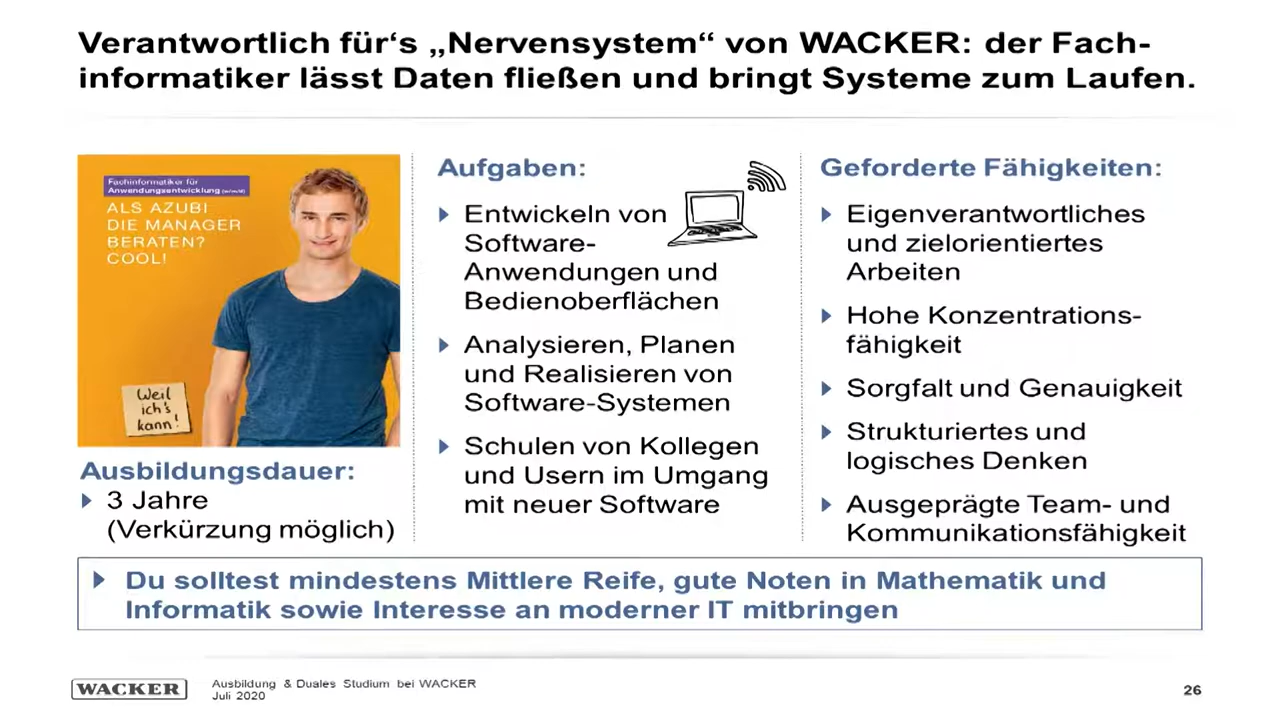 Verantwortlich für‘s „Nervensystem“ von WACKER: der Fach-
informatiker lässt Daten fließen und bringt Systeme zum Laufen.
Fachinformatiker für
Anwendungsentwicklung (w/m/d)
ALS AZUBI
DIE MANAGER
BERATEN?
COOL!
Weil
ich's
kann!
Ausbildungsdauer:
3 Jahre
(Verkürzung möglich)
Aufgaben:
Entwickeln von
Software-
Anwendungen und
Bedienoberflächen
Analysieren, Planen
und Realisieren von
Software-Systemen
Schulen von Kollegen
und Usern im Umgang
mit neuer Software
Geforderte Fähigkeiten:
Eigenverantwortliches
und zielorientiertes
Arbeiten
Hohe Konzentrations-
fähigkeit
Sorgfalt und Genauigkeit
Strukturiertes und
logisches Denken
Ausgeprägte Team- und
Kommunikationsfähigkeit
Du solltest mindestens Mittlere Reife, gute Noten in Mathematik und
Informatik sowie Interesse an moderner IT mitbringen
WACKER
Ausbildung & Duales Studium bei WACKER
Juli 2020
26